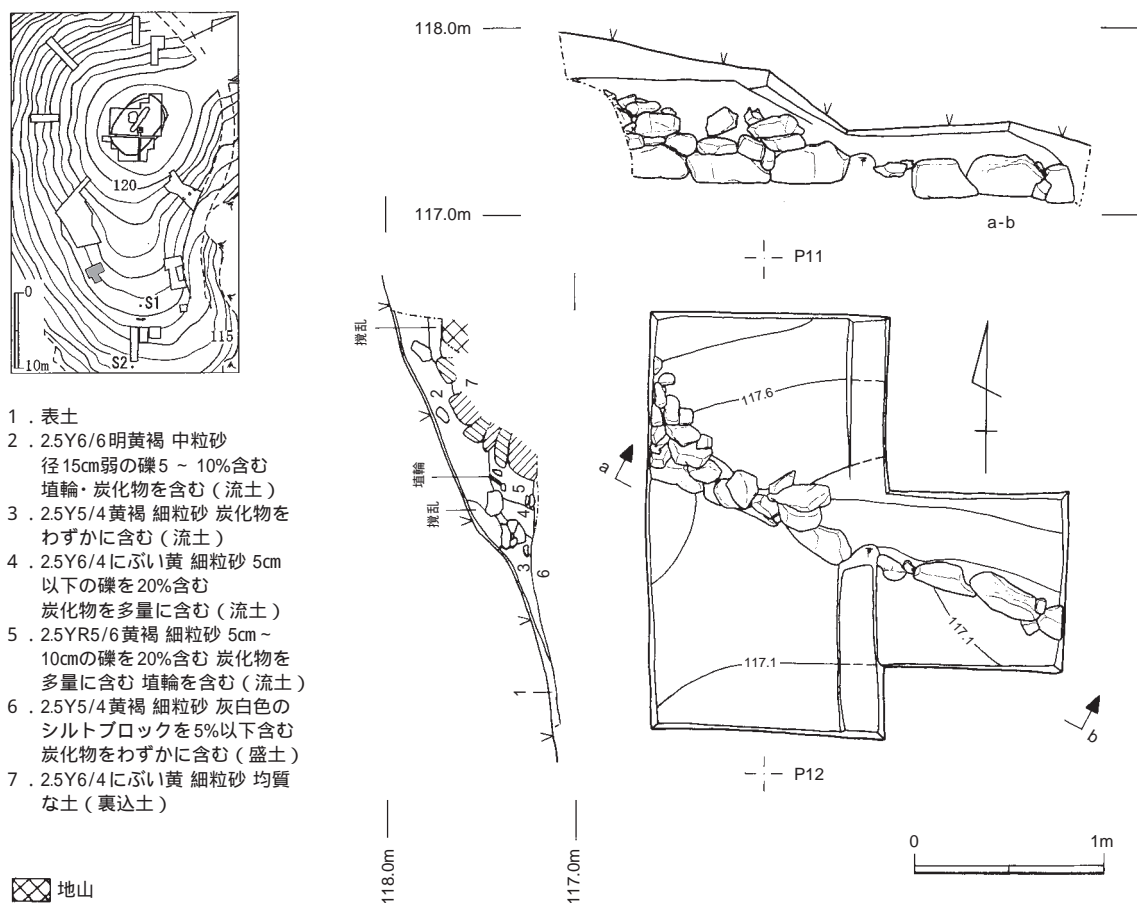 120
S1
0
115
10m
S2
1．表土
2．2.5Y6/6明黄褐 中粒砂
径15cm弱の礫5～10%含む
埴輪・炭化物を含む（流土）
3．2.5Y5/4黄褐 細粒砂 炭化物を
わずかに含む（流土）
4．2.5Y6/4にぶい黄 細粒砂 5cm
以下の礫を20%含む
炭化物を多量に含む（流土）
5．2.5YR5/6黄褐 細粒砂 5cm～
10cmの礫を20%含む 炭化物を
多量に含む 埴輪を含む（流土）
6．2.5Y5/4黄褐 細粒砂 灰白色の
シルトブロックを5%以下含む
炭化物をわずかに含む（盛土）
7．2.5Y6/4にぶい黄 細粒砂 均質
な土（裏込土）
地山
118.0m
117.0m
a-b
P11
撹乱
2
7
埴輪
5
撹乱
4
3
6
1
118.0m
117.0m
117.6
a
117.1
117.1
b
P12
0
1m